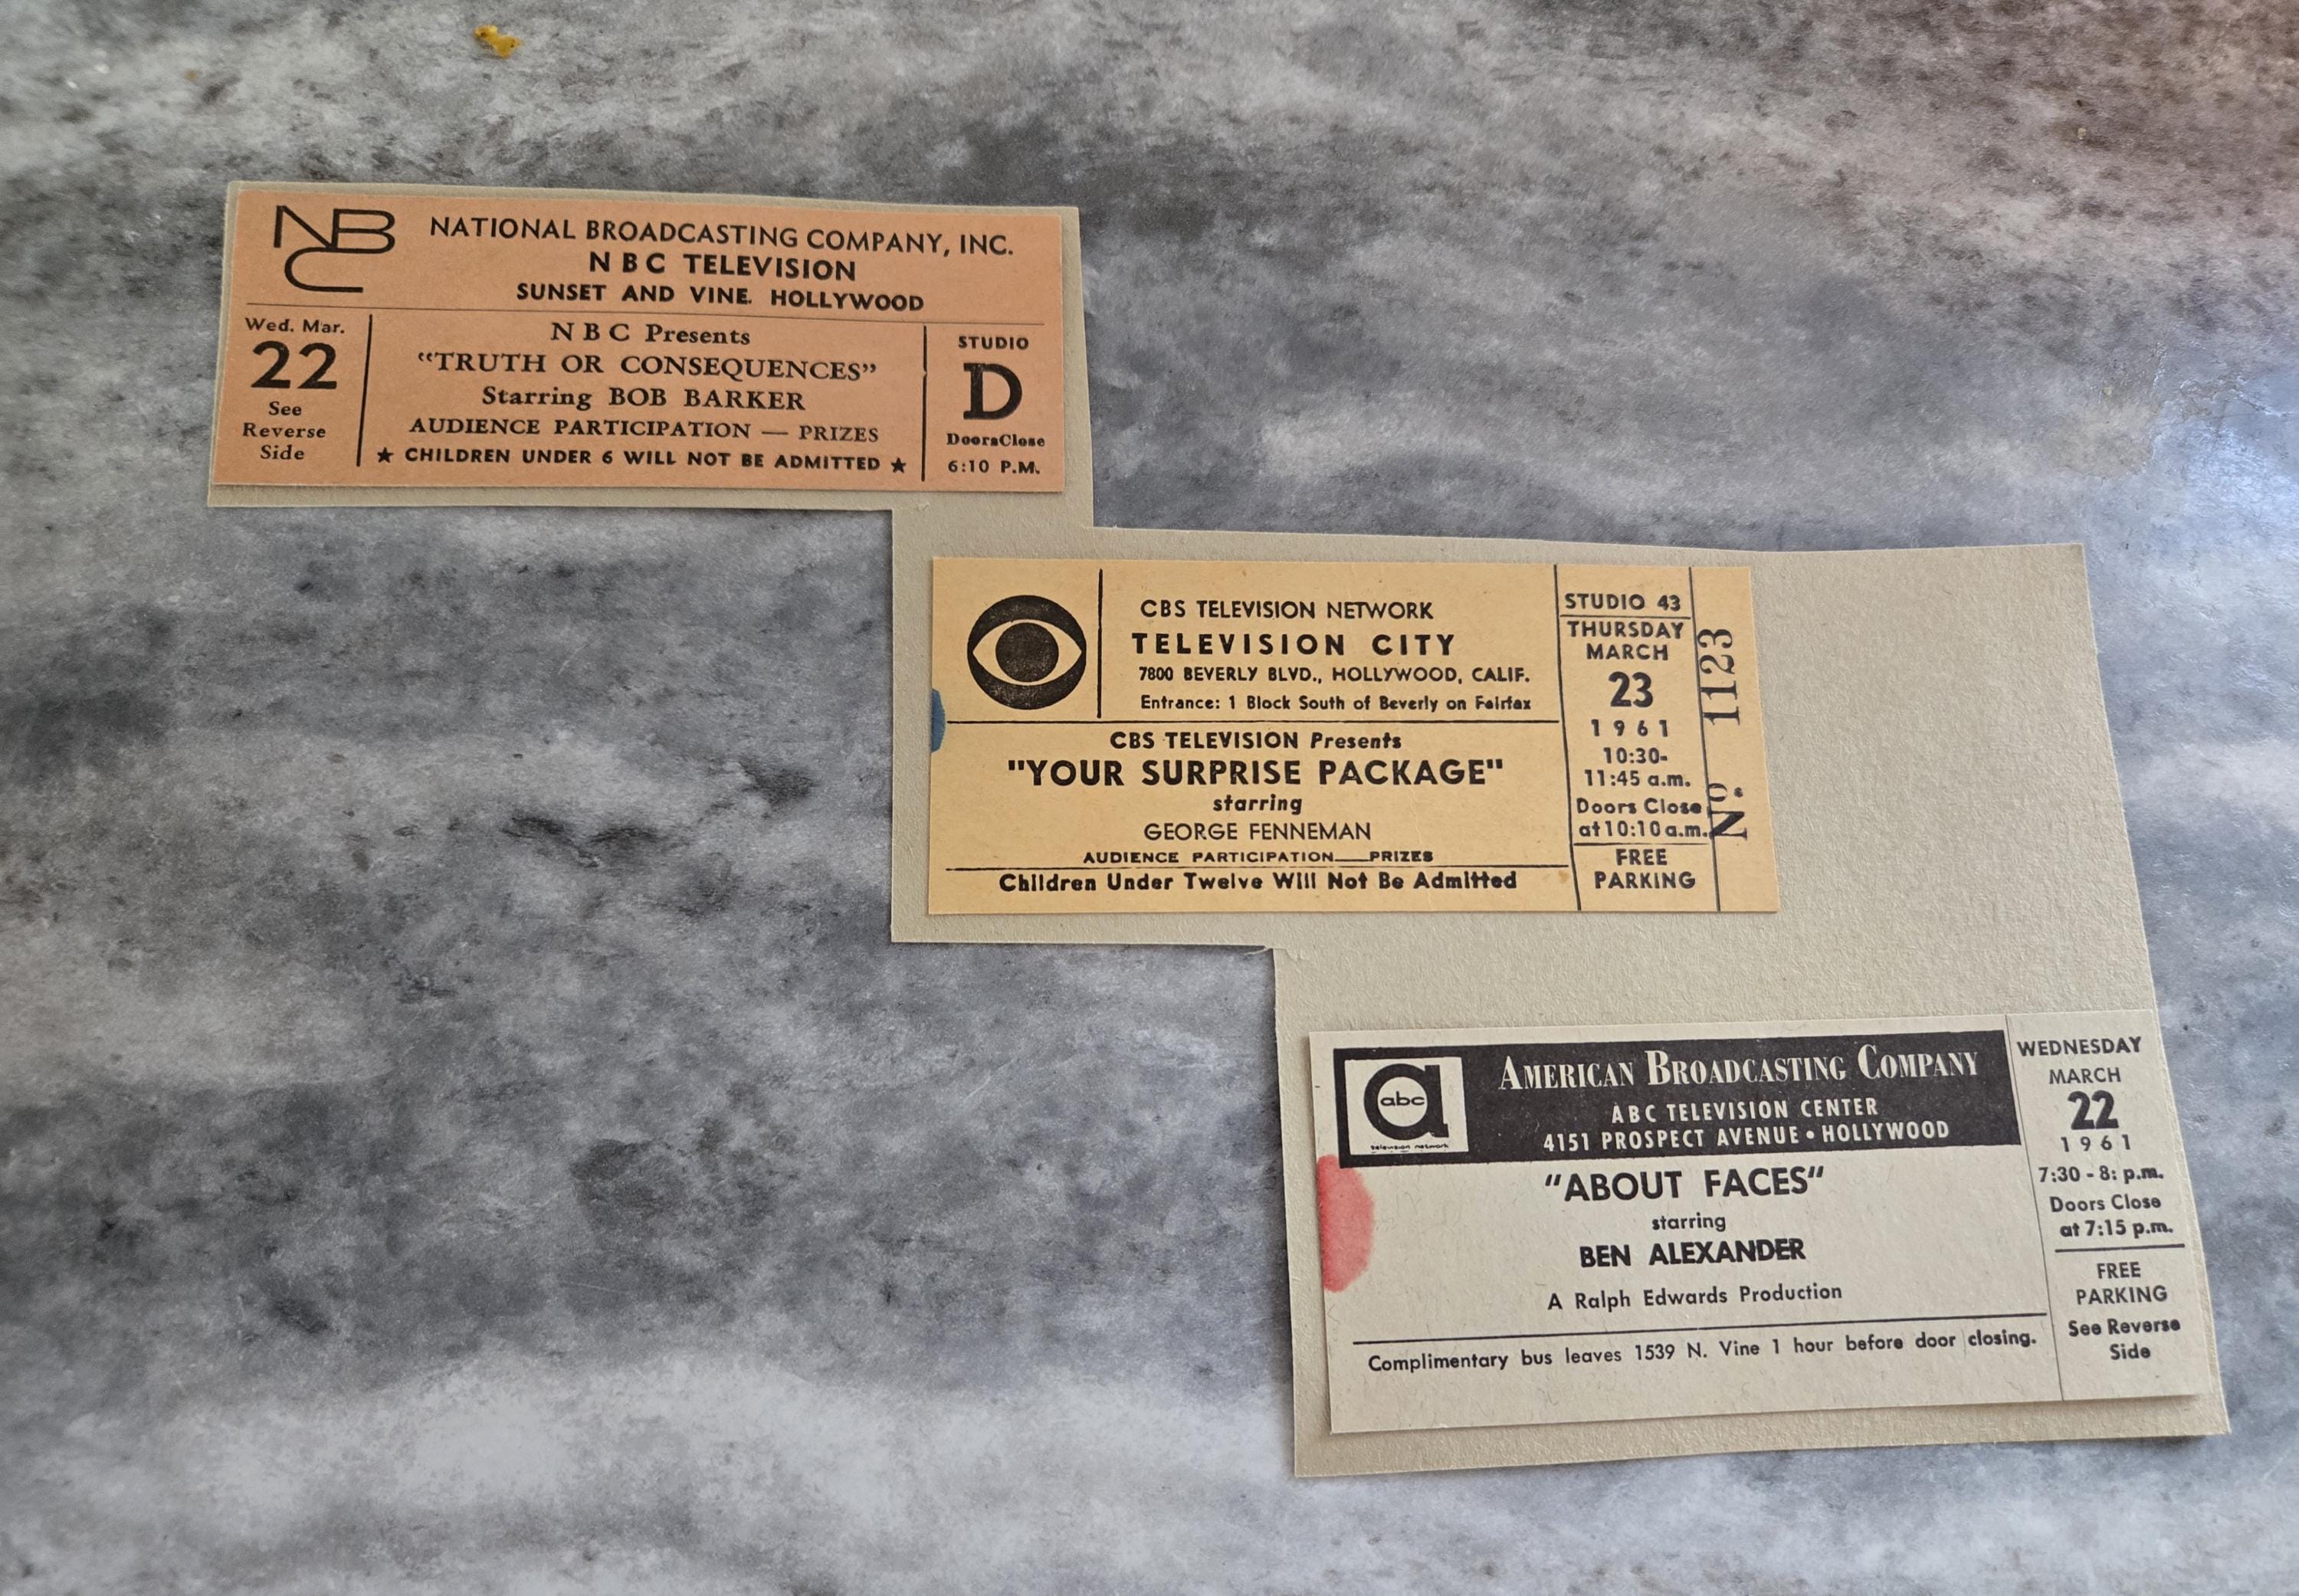 NBC
NATIONAL BROADCASTING COMPANY, INC.
NBC TELEVISION
SUNSET AND VINE. HOLLYWOOD
Wed. Mar.
22
See
Reverse
Side
NBC Presents
"TRUTH OR CONSEQUENCES"
Starring BOB BARKER
AUDIENCE PARTICIPATION — PRIZES
★ CHILDREN UNDER 6 WILL NOT BE ADMITTED ★
STUDIO
D
Doors Close
6:10 P.M.
CBS TELEVISION NETWORK
TELEVISION CITY
7800 BEVERLY BLVD., HOLLYWOOD, CALIF.
Entrance: 1 Block South of Beverly on Fairfax
CBS TELEVISION Presents
"YOUR SURPRISE PACKAGE"
starring
GEORGE FENNEMAN
AUDIENCE PARTICIPATION—PRIZES
Children Under Twelve Will Not Be Admitted
STUDIO 43
THURSDAY
MARCH
23
1961
10:30-
11:45 a.m.
Doors Close
at 10:10 a.m.
FREE
PARKING
Nº. 1123
a
abc
television network
AMERICAN BROADCASTING COMPANY
ABC TELEVISION CENTER
4151 PROSPECT AVENUE • HOLLYWOOD
"ABOUT FACES"
starring
BEN ALEXANDER
A Ralph Edwards Production
Complimentary bus leaves 1539 N. Vine 1 hour before door closing.
WEDNESDAY
MARCH
22
1961
7:30 - 8: p.m.
Doors Close
at 7:15 p.m.
FREE
PARKING
See Reverse
Side